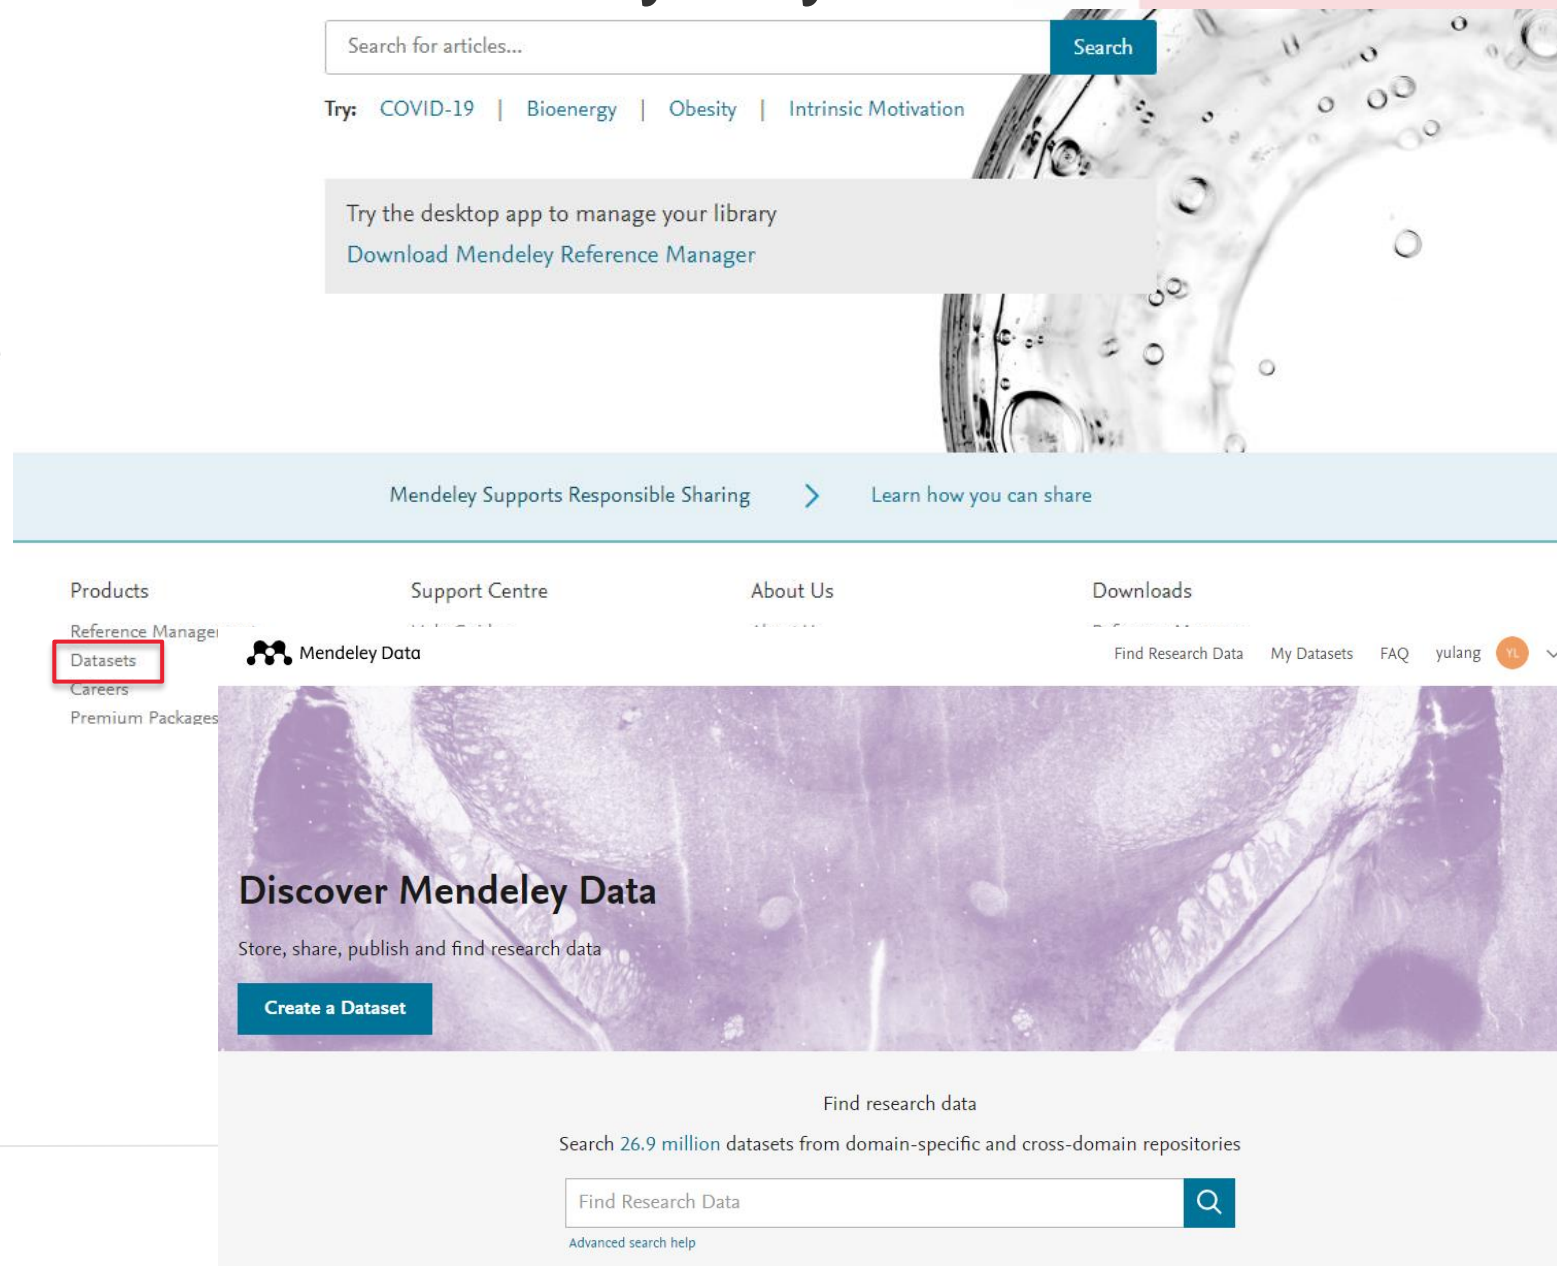 Search for articles...
Search
Try: COVID-19 | Bioenergy | Obesity | Intrinsic Motivation
Try the desktop app to manage your library
Download Mendeley Reference Manager
Mendeley Supports Responsible Sharing
Learn how you can share
Products
Support Centre
About Us
Downloads
Reference Manage
Datasets
Careers
Premium Packages
Mendeley Data
Find Research Data
My Datasets
FAQ
yulang
YL
Discover Mendeley Data
Store, share, publish and find research data
Create a Dataset
Find research data
Search 26.9 million datasets from domain-specific and cross-domain repositories
Find Research Data
Advanced search help